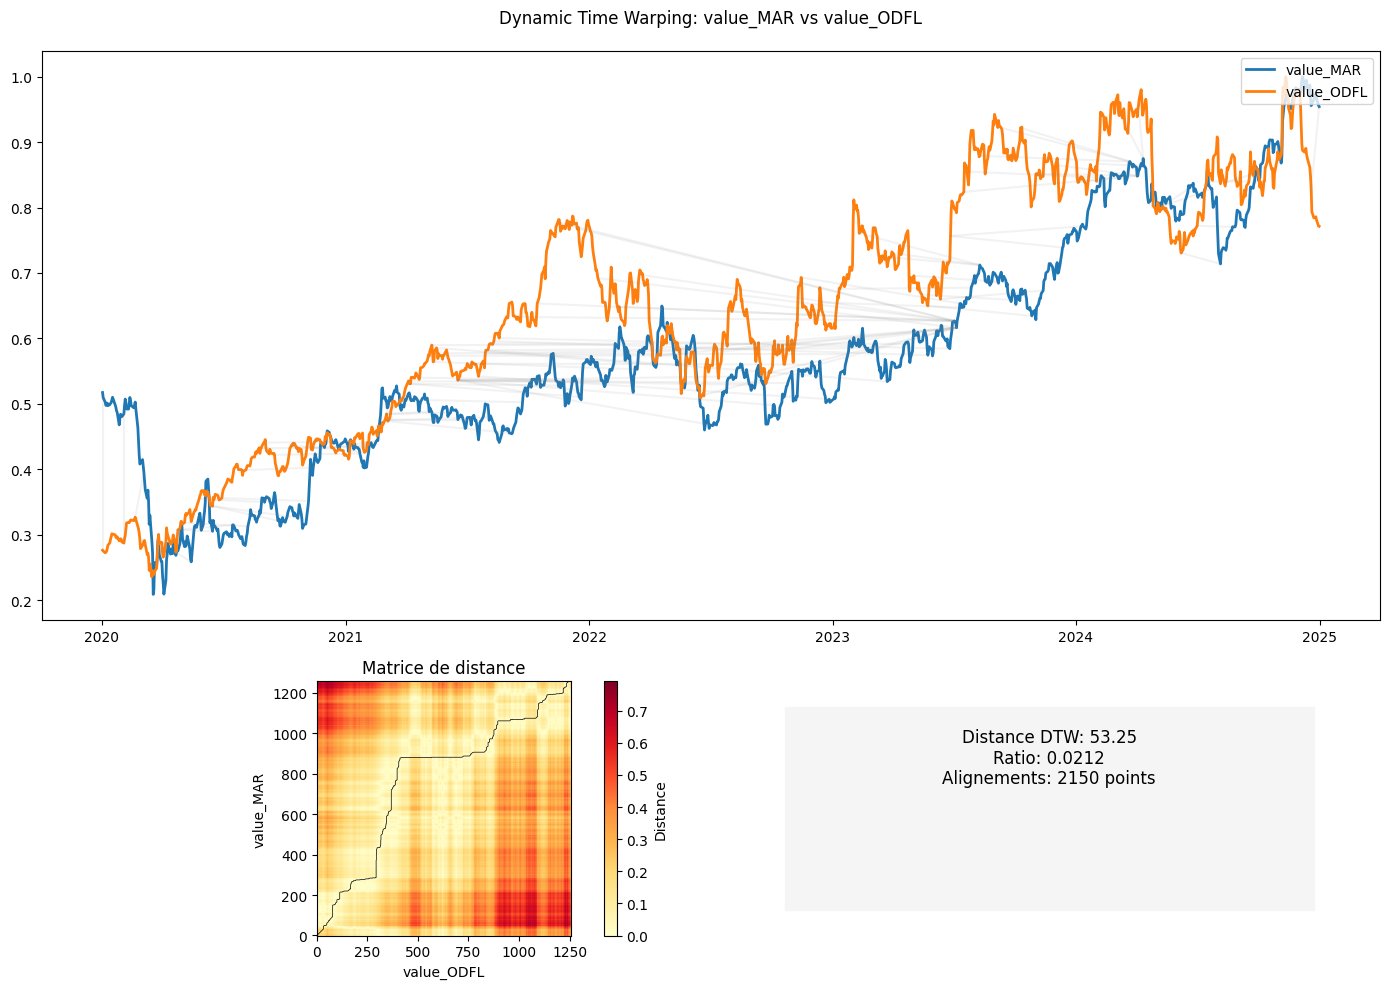 Dynamic Time Warping: value_MAR vs value_ODFL
value_MAR
value_ODFL
1.0
0.9
0.8
0.7
0.6
0.5
0.4
0.3
0.2
2020 2021 2022 2023 2024 2025
Matrice de distance
value_MAR
1200
1000
800
600
400
200
0
0 250 500 750 1000 1250
value_ODFL
0.7
0.6
0.5
0.4
0.3
0.2
0.1
0.0
Distance
Distance DTW: 53.25
Ratio: 0.0212
Alignements: 2150 points